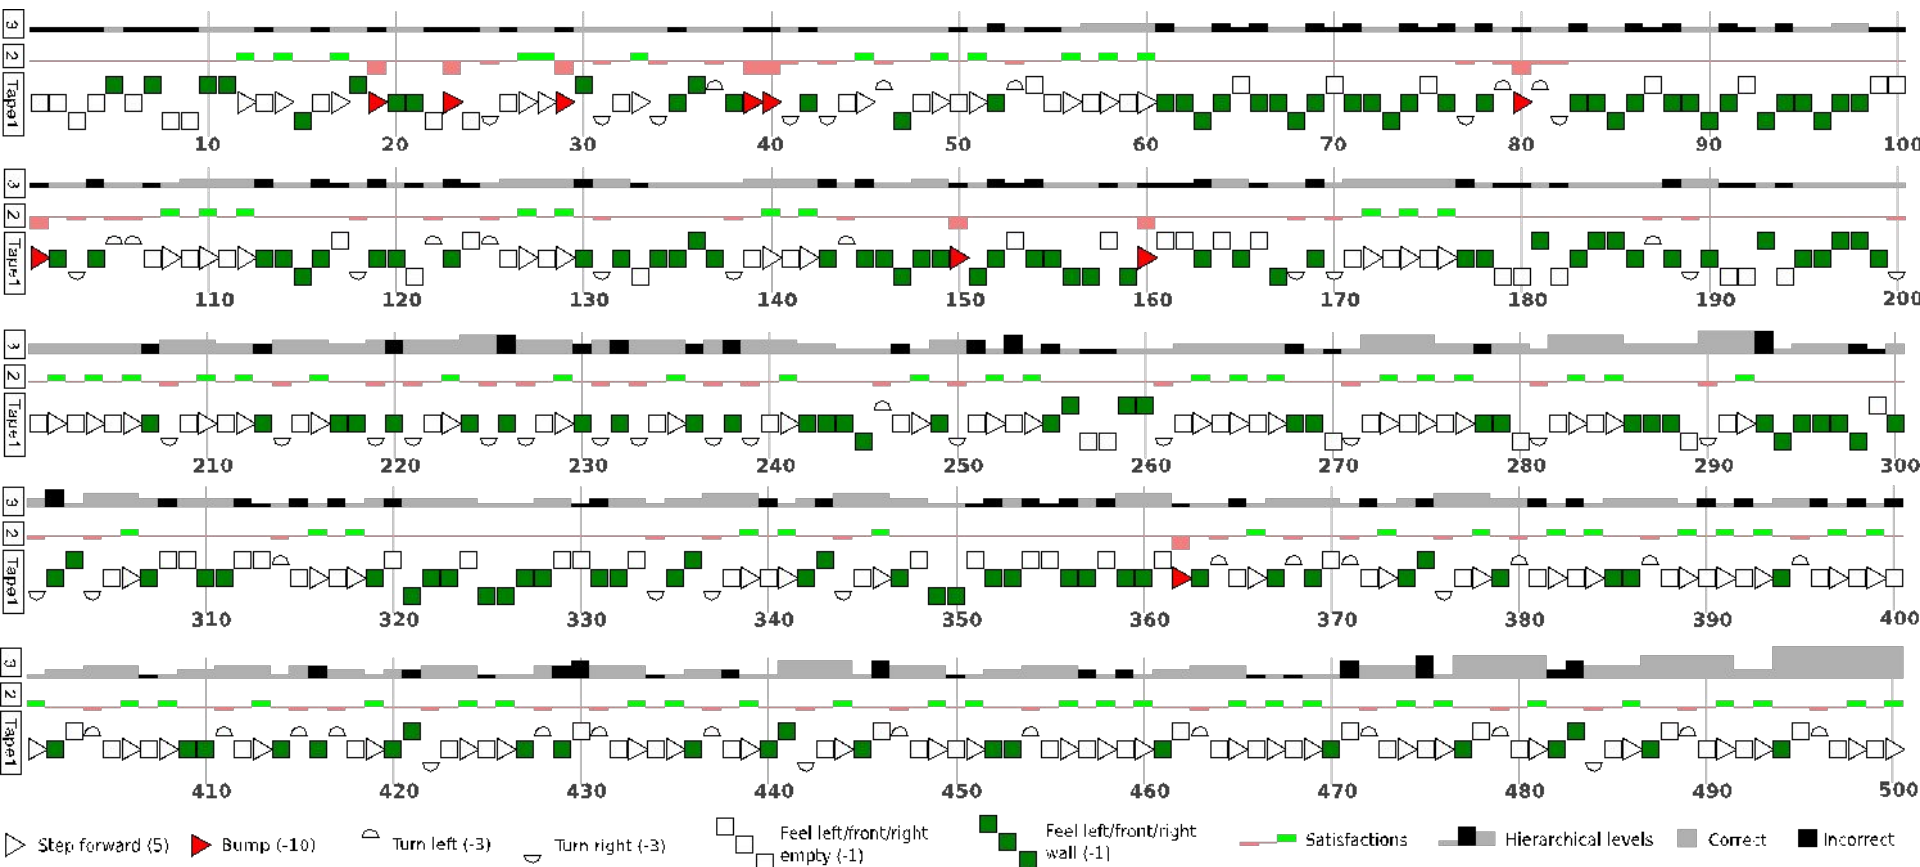 3
2
Tape1
10 20 30 40 50 60 70 80 90 100
3
2
Tape1
110 120 130 140 150 160 170 180 190 200
3
2
Tape1
210 220 230 240 250 260 270 280 290 300
3
2
Tape1
310 320 330 340 350 360 370 380 390 400
3
2
Tape1
410 420 430 440 450 460 470 480 490 500
Step forward (5) Bump (-10) Turn left (-3) Turn right (-3) Feel left/front/right empty (-1) Feel left/front/right wall (-1) Satisfactions Hierarchical levels Correct Incorrect